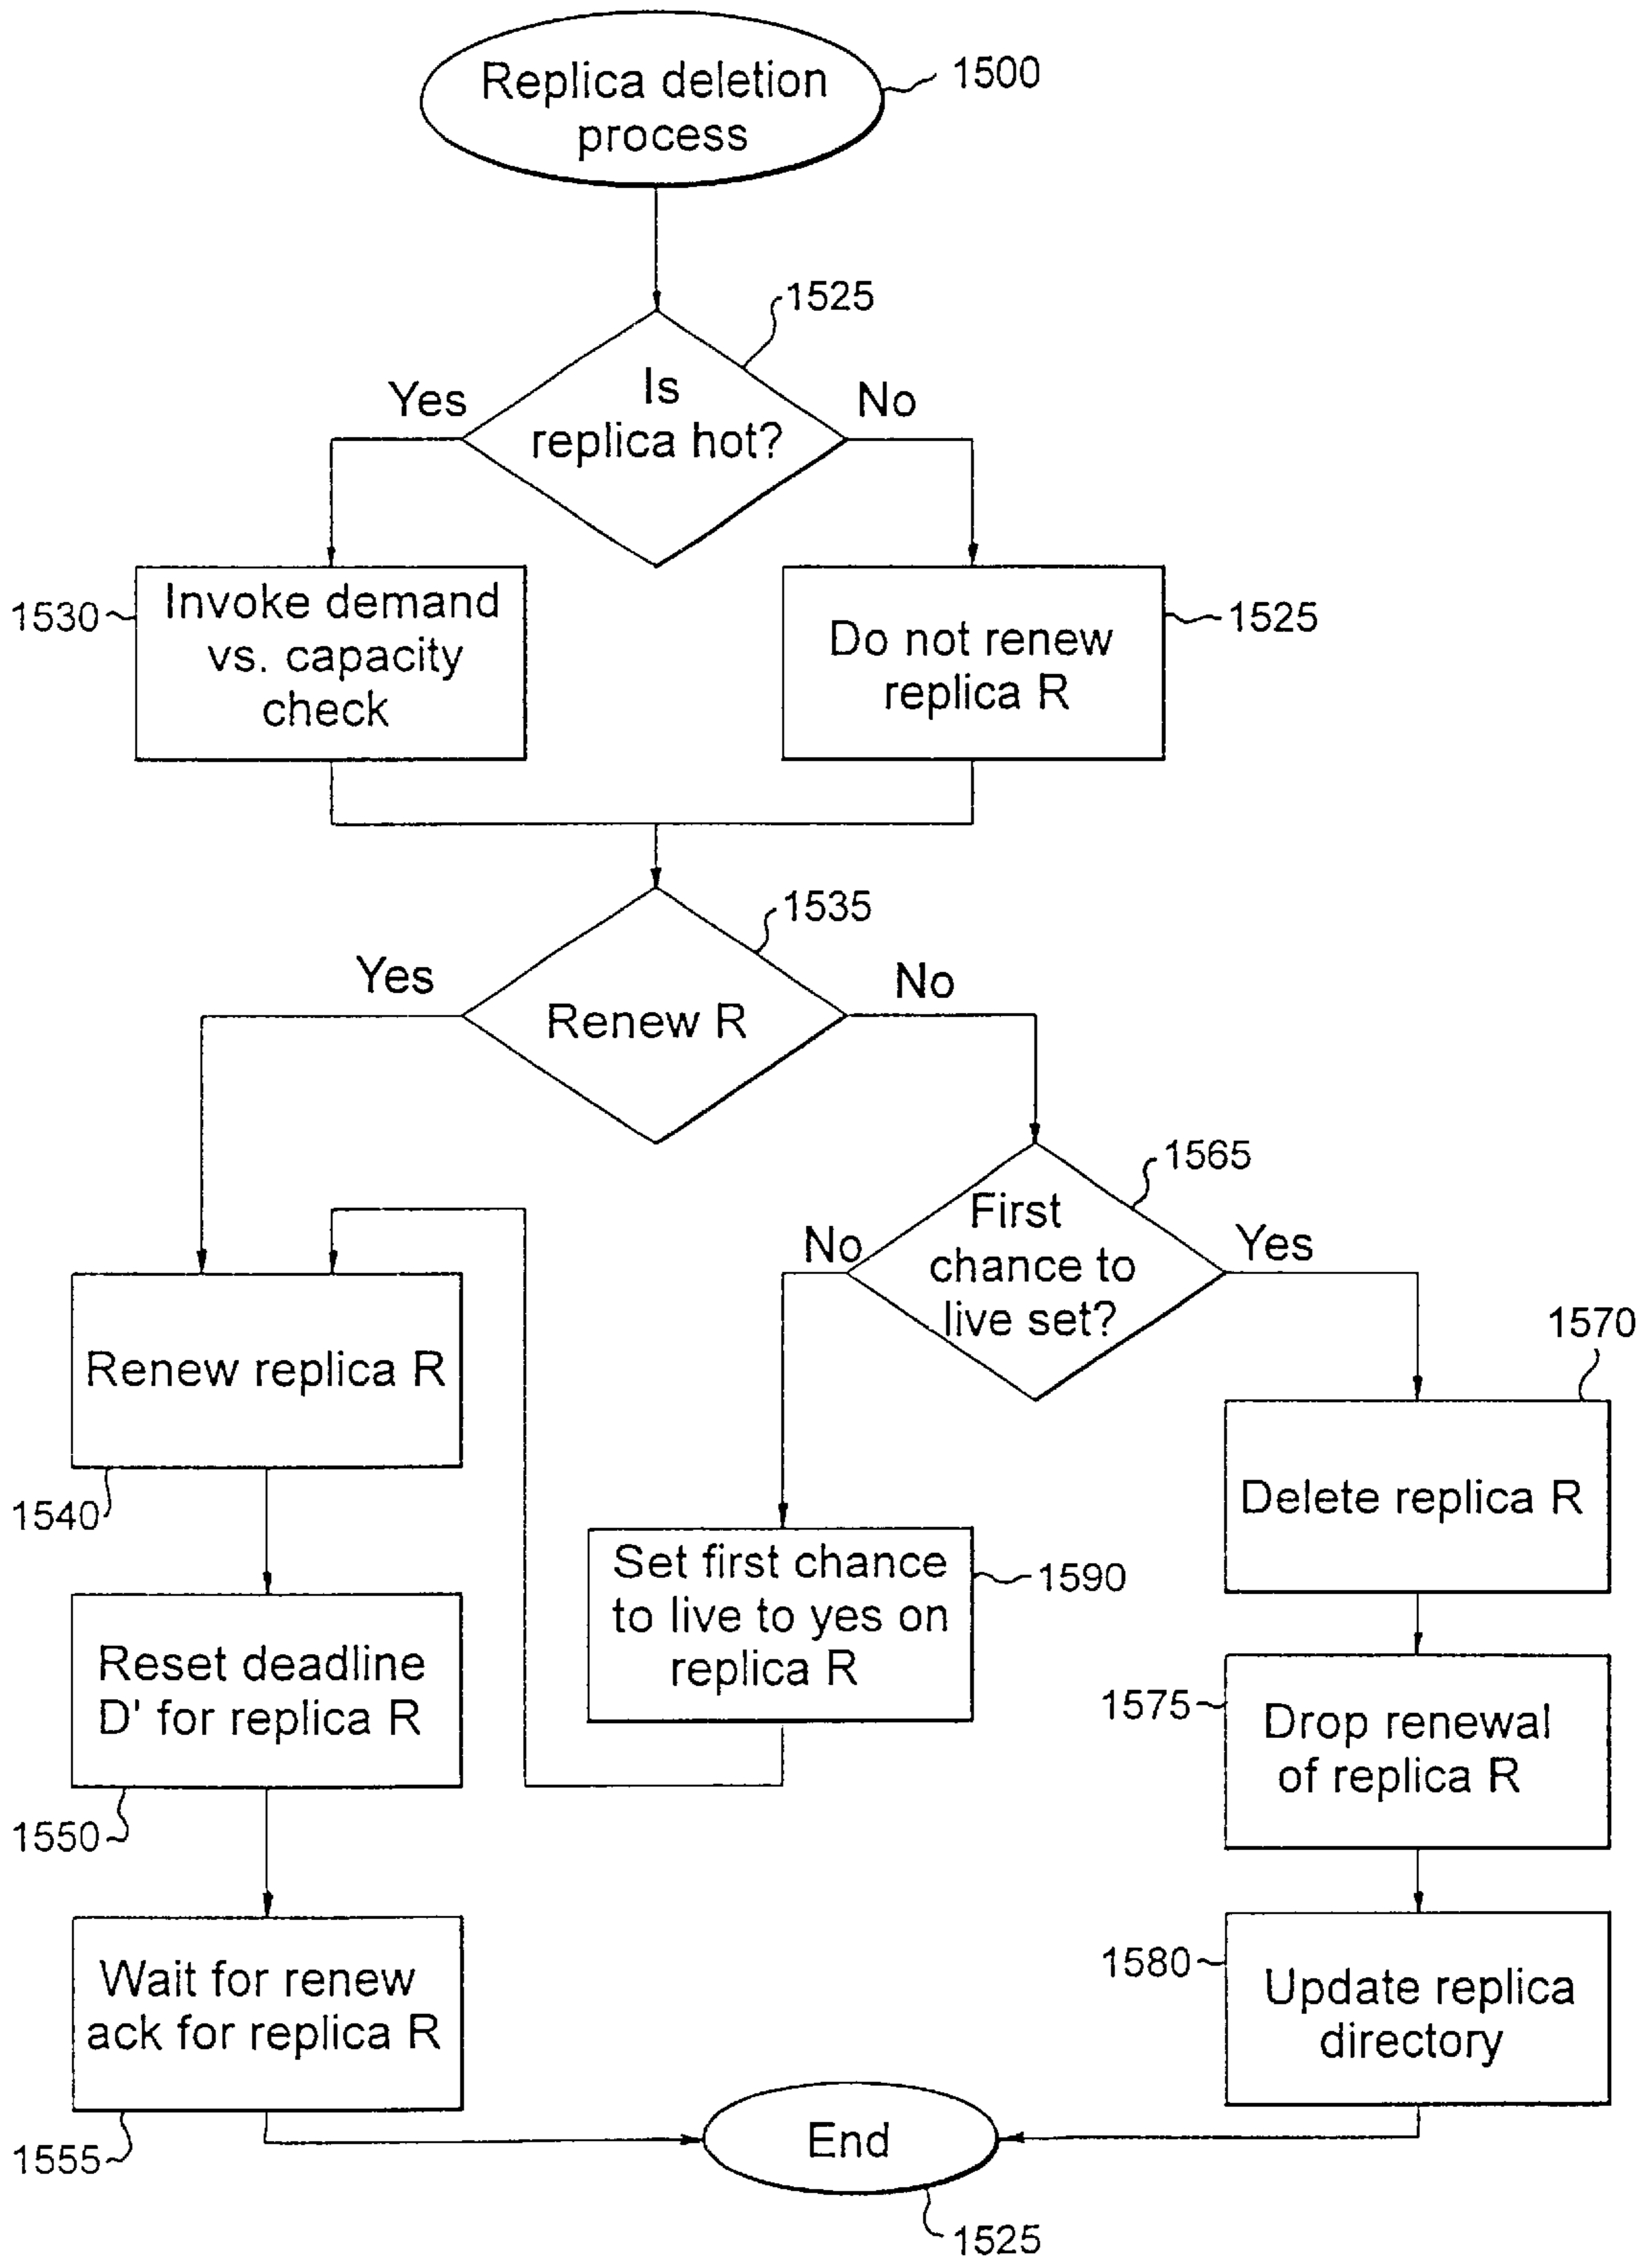 Replica deletion
process
1500
1525
Yes
Is
replica hot?
No
1530
Invoke demand
vs. capacity
check
Do not renew
replica R
1525
1535
Yes
Renew R
No
1565
No
First
chance to
live set?
Yes
1570
Renew replica R
1540
Delete replica R
Set first chance
to live to yes on
replica R
1590
Reset deadline
D' for replica R
1550
1575
Drop renewal
of replica R
Wait for renew
ack for replica R
1555
1580
Update replica
directory
End
1525